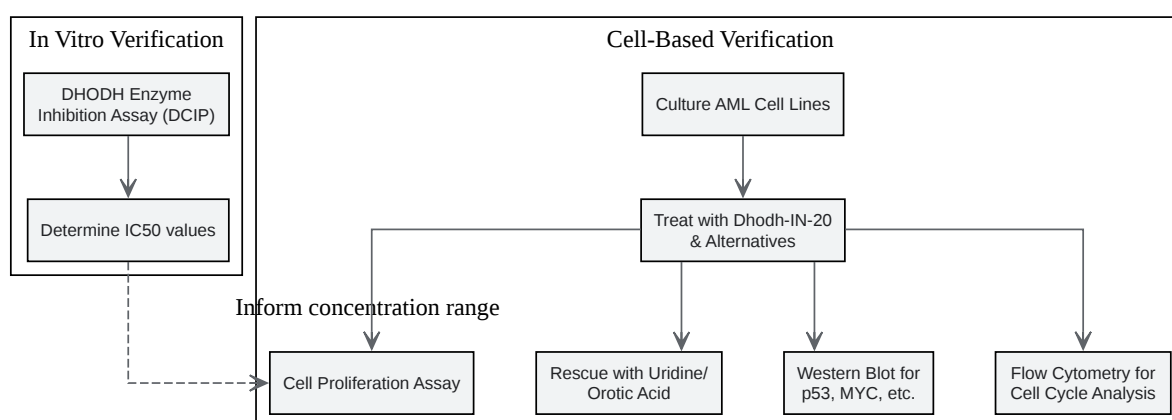 In Vitro Verification
DHODH Enzyme
Inhibition Assay (DCIP)
Determine IC50 values
Cell-Based Verification
Culture AML Cell Lines
Treat with Dhodh-IN-20
& Alternatives
Inform concentration range
Cell Proliferation Assay
Rescue with Uridine/
Orotic Acid
Western Blot for
p53, MYC, etc.
Flow Cytometry for
Cell Cycle Analysis